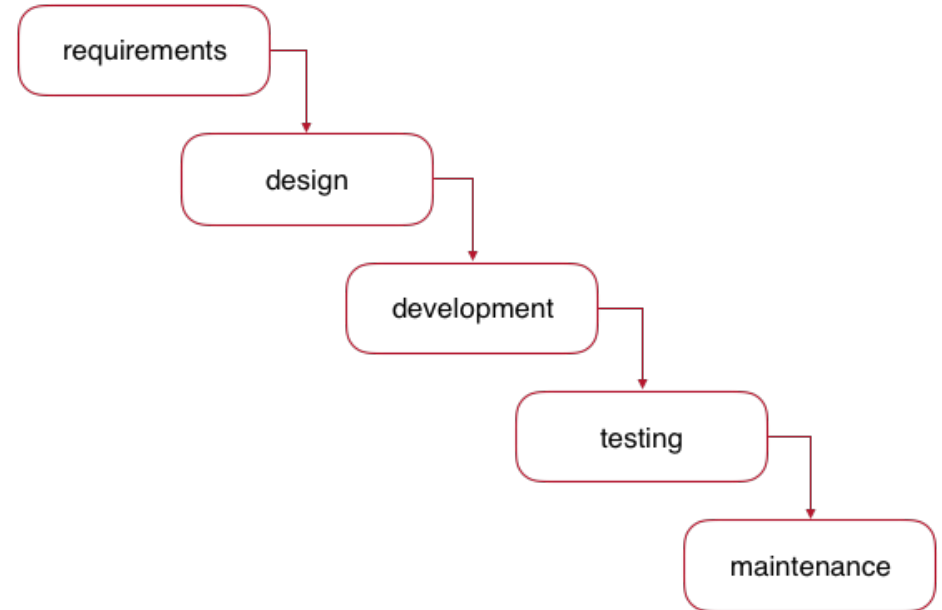 requirements
design
development
testing
maintenance